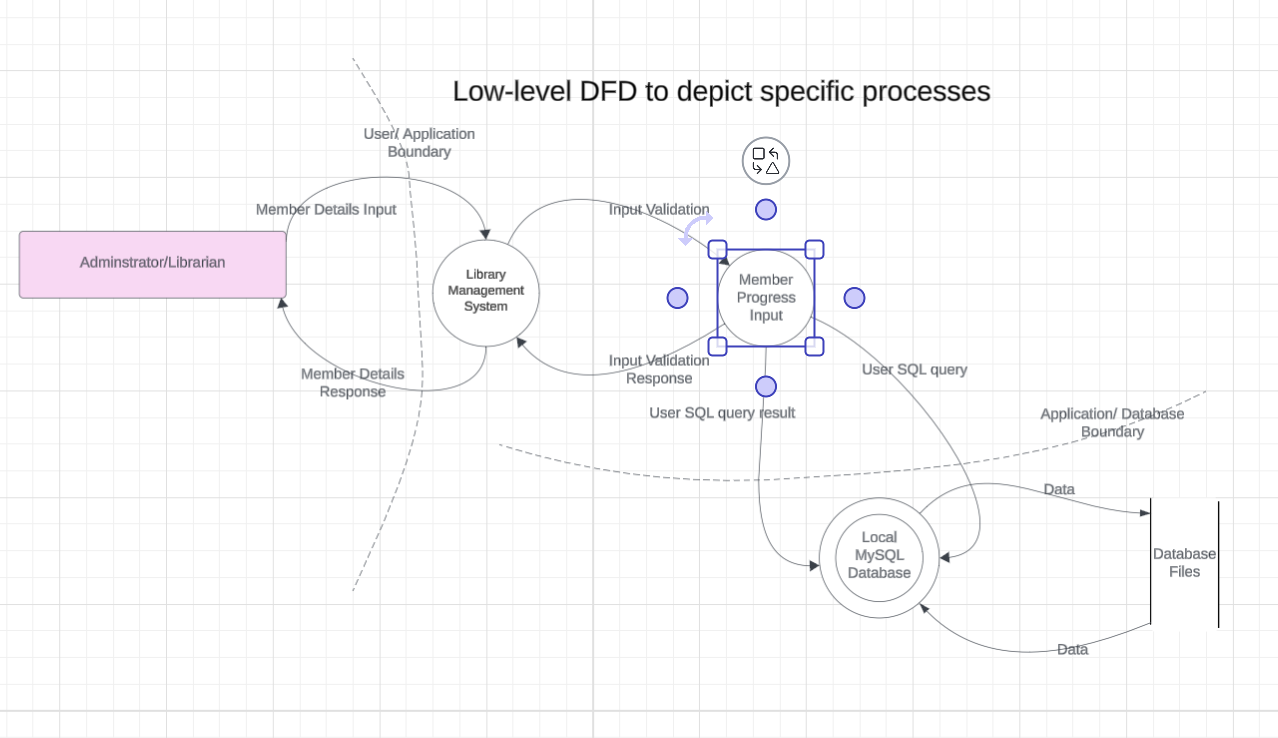 Low-level DFD to depict specific processes
User/ Application
Boundary
Member Details Input
Input Validation
Adminstrator/Librarian
Library
Management
System
Member
Progress
Input
Member Details
Response
Input Validation
Response
User SQL query
User SQL query result
Application/ Database
Boundary
Data
Local
MySQL
Database
Database
Files
Data